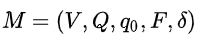 M = (V, Q, q₀, F, δ)